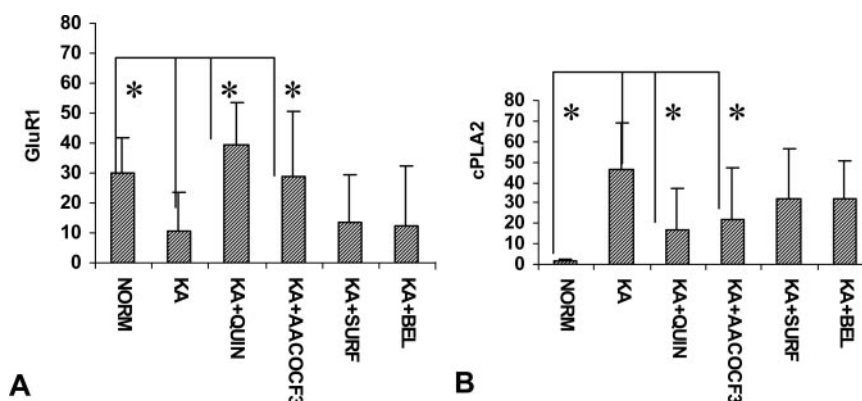 80
70
60
50
40
30
20
10
0
GluR1
* * *
NORM
KA
KA+QUIN
KA+AACOCF3
KA+SURF
KA+BEL
A
80
70
60
50
40
30
20
10
0
cPLA2
* * *
NORM
KA
KA+QUIN
KA+AACOCF3
KA+SURF
KA+BEL
B